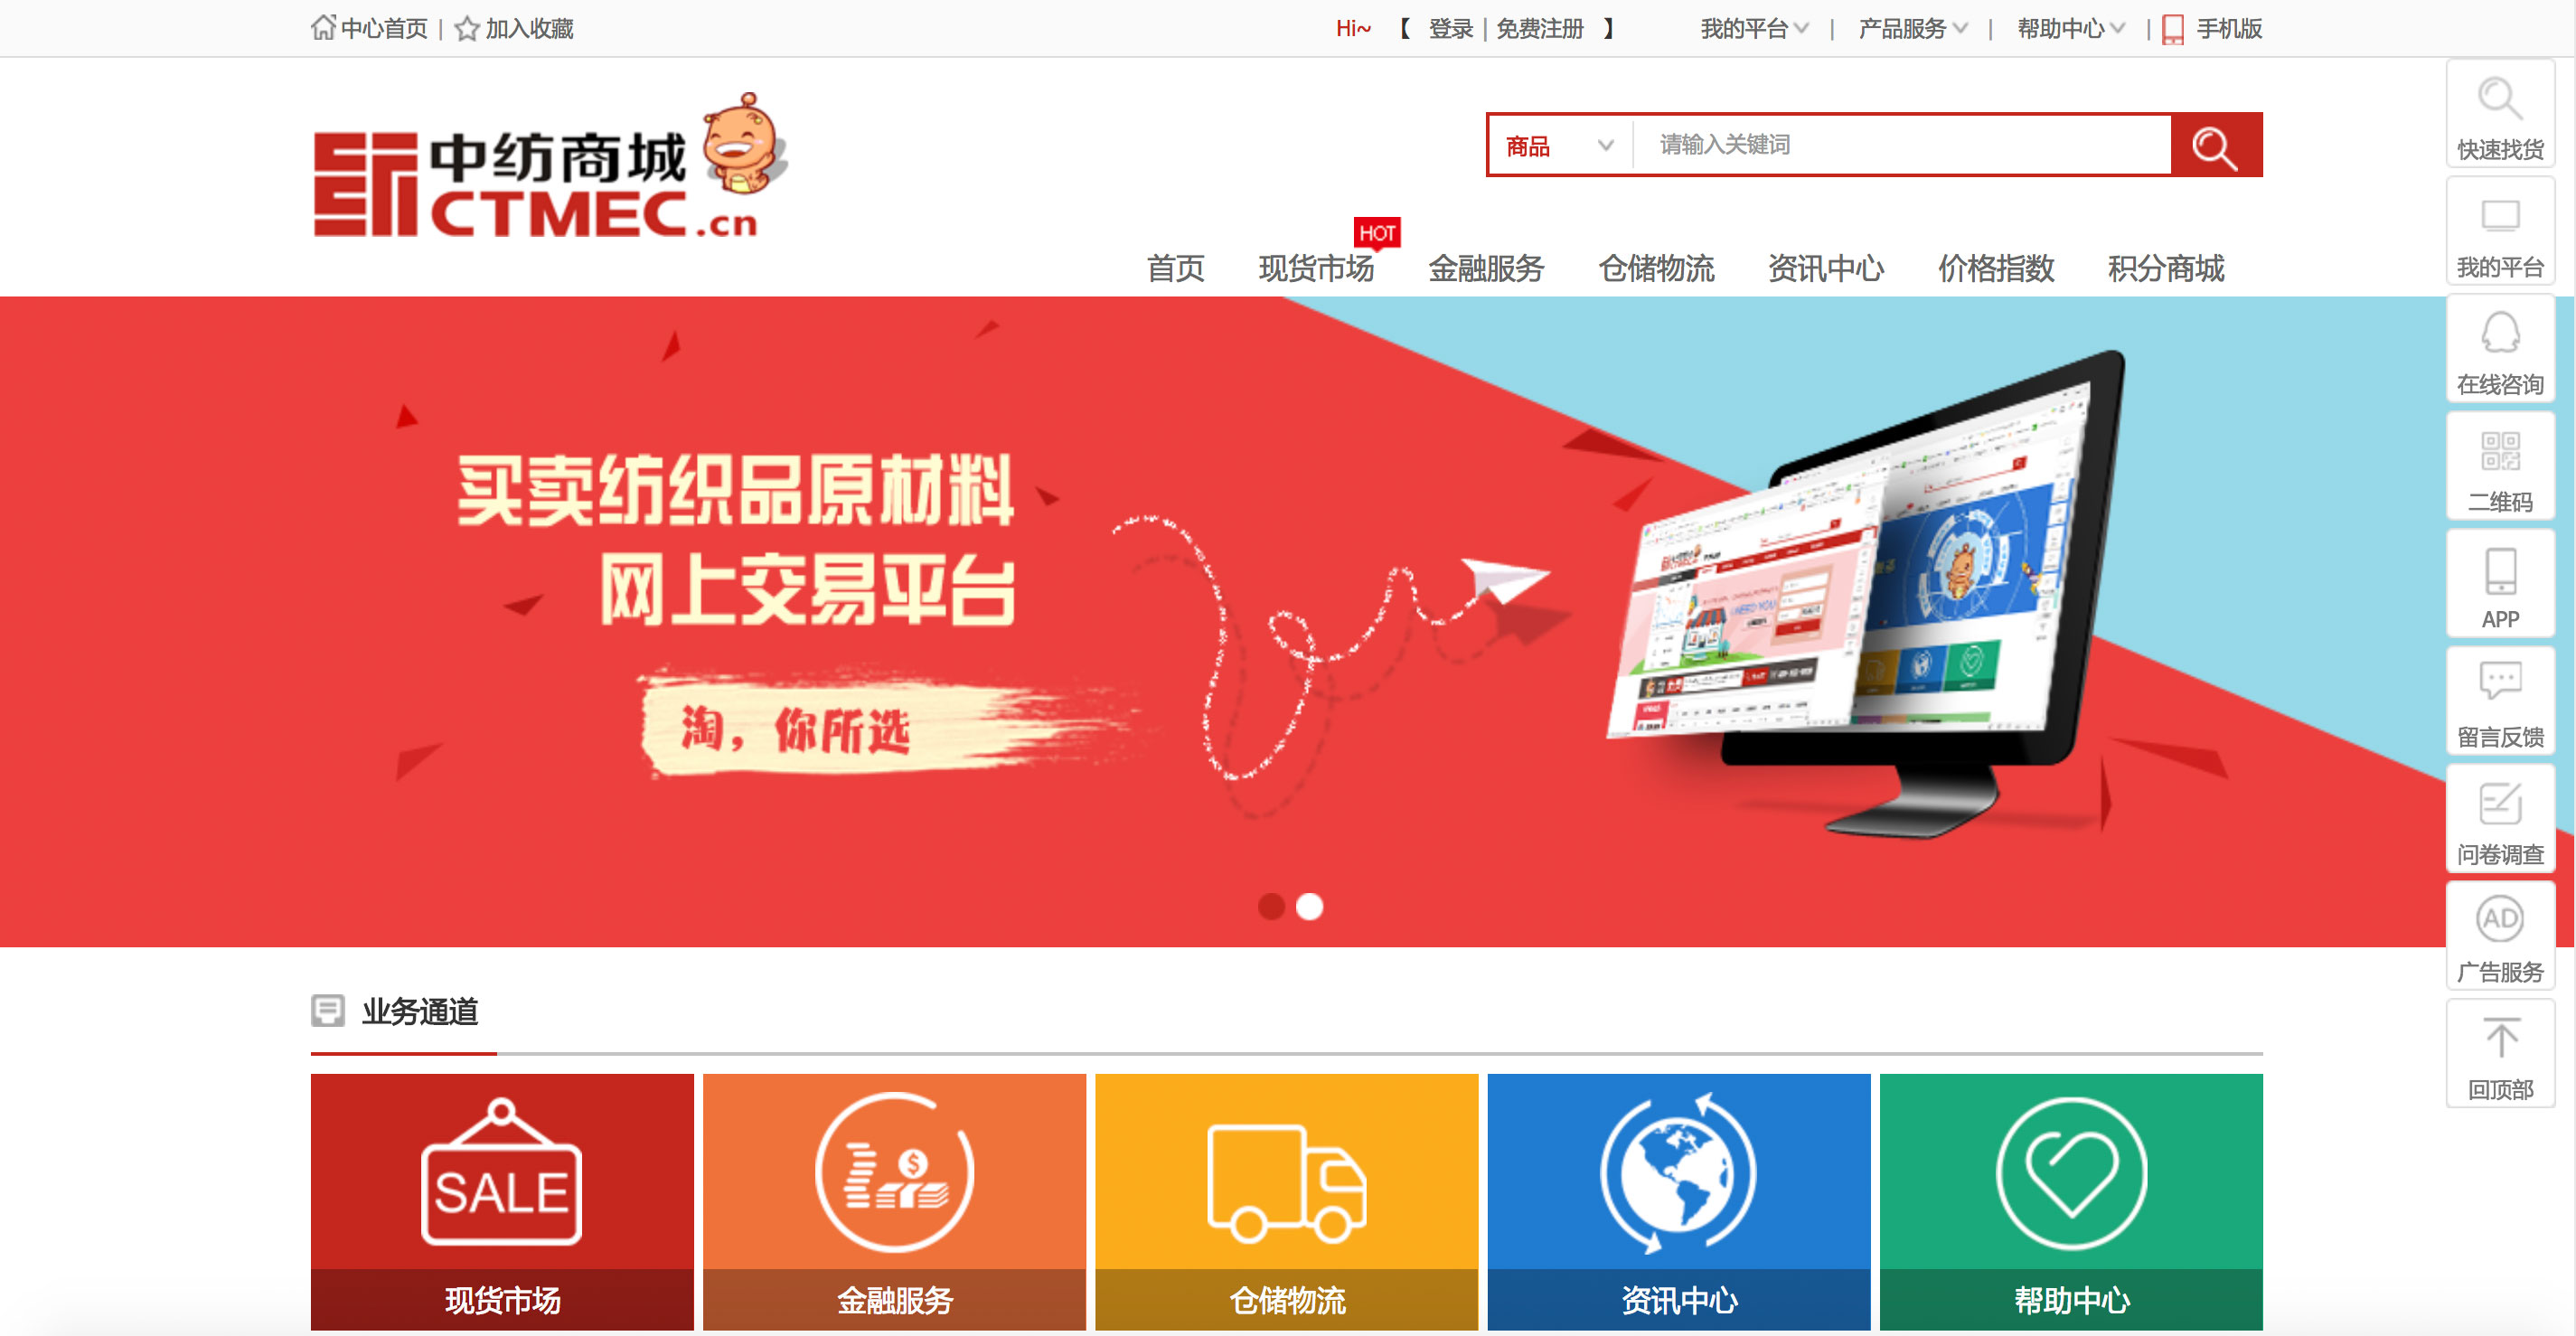 中心首页 | 加入收藏
Hi~ 【 登录 | 免费注册 】 我的平台 | 产品服务 | 帮助中心 | 手机版
中纺商城
CTMEC.cn
商品 请输入关键词
HOT
首页 现货市场 金融服务 仓储物流 资讯中心 价格指数 积分商城
买卖纺织品原材料
网上交易平台
淘，你所选
快速找货
我的平台
在线咨询
二维码
APP
留言反馈
问卷调查
AD
广告服务
回顶部
业务通道
SALE
现货市场 金融服务 仓储物流 资讯中心 帮助中心